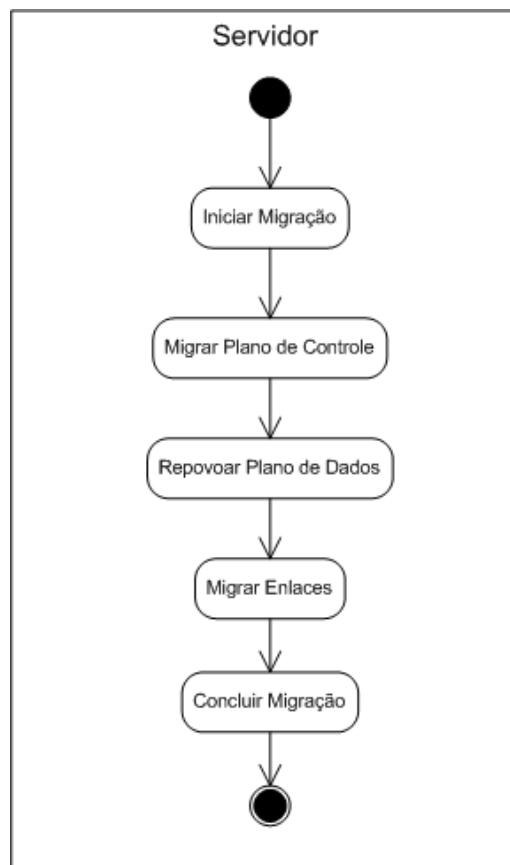 Servidor
Iniciar Migração
Migrar Plano de Controle
Repovoar Plano de Dados
Migrar Enlaces
Concluir Migração